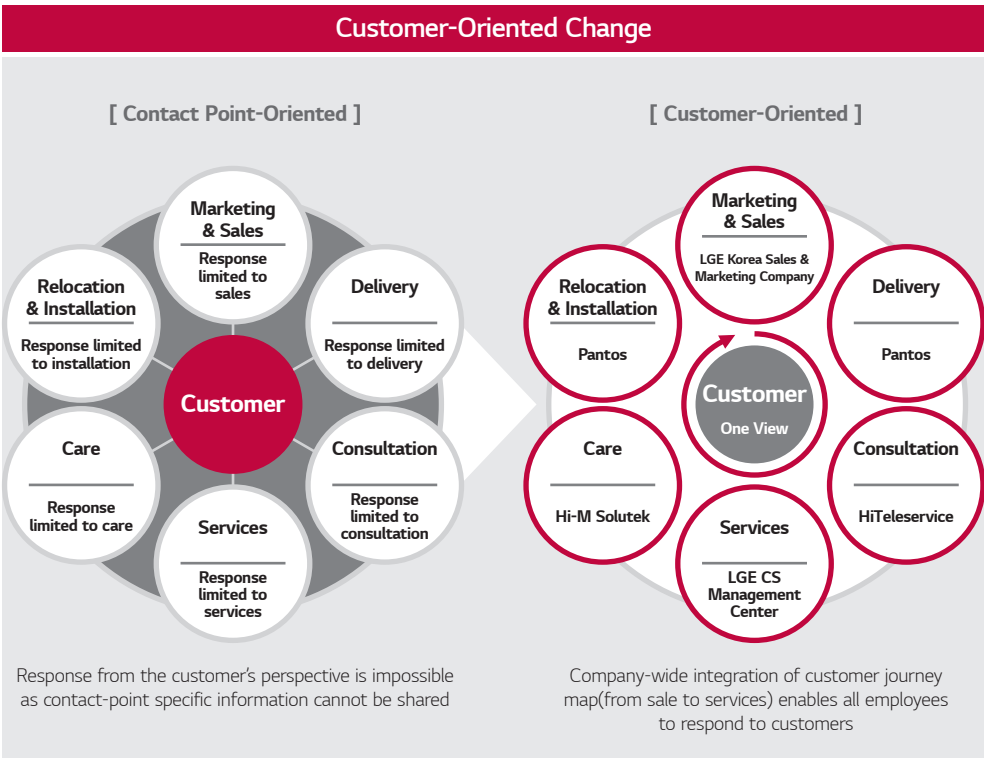 Customer-Oriented Change
[ Contact Point-Oriented ]
Marketing
& Sales
Response
limited to
sales
Delivery
Response limited
to delivery
Consultation
Response
limited to
consultation
Services
Response
limited to
services
Care
Response
limited to care
Relocation
& Installation
Response limited
to installation
Customer
Response from the customer's perspective is impossible
as contact-point specific information cannot be shared
[ Customer-Oriented ]
Marketing
& Sales
LGE Korea Sales &
Marketing Company
Delivery
Pantos
Consultation
HiTeleservice
Services
LGE CS
Management
Center
Care
Hi-M Solutek
Relocation
& Installation
Pantos
Customer
One View
Company-wide integration of customer journey
map(from sale to services) enables all employees
to respond to customers